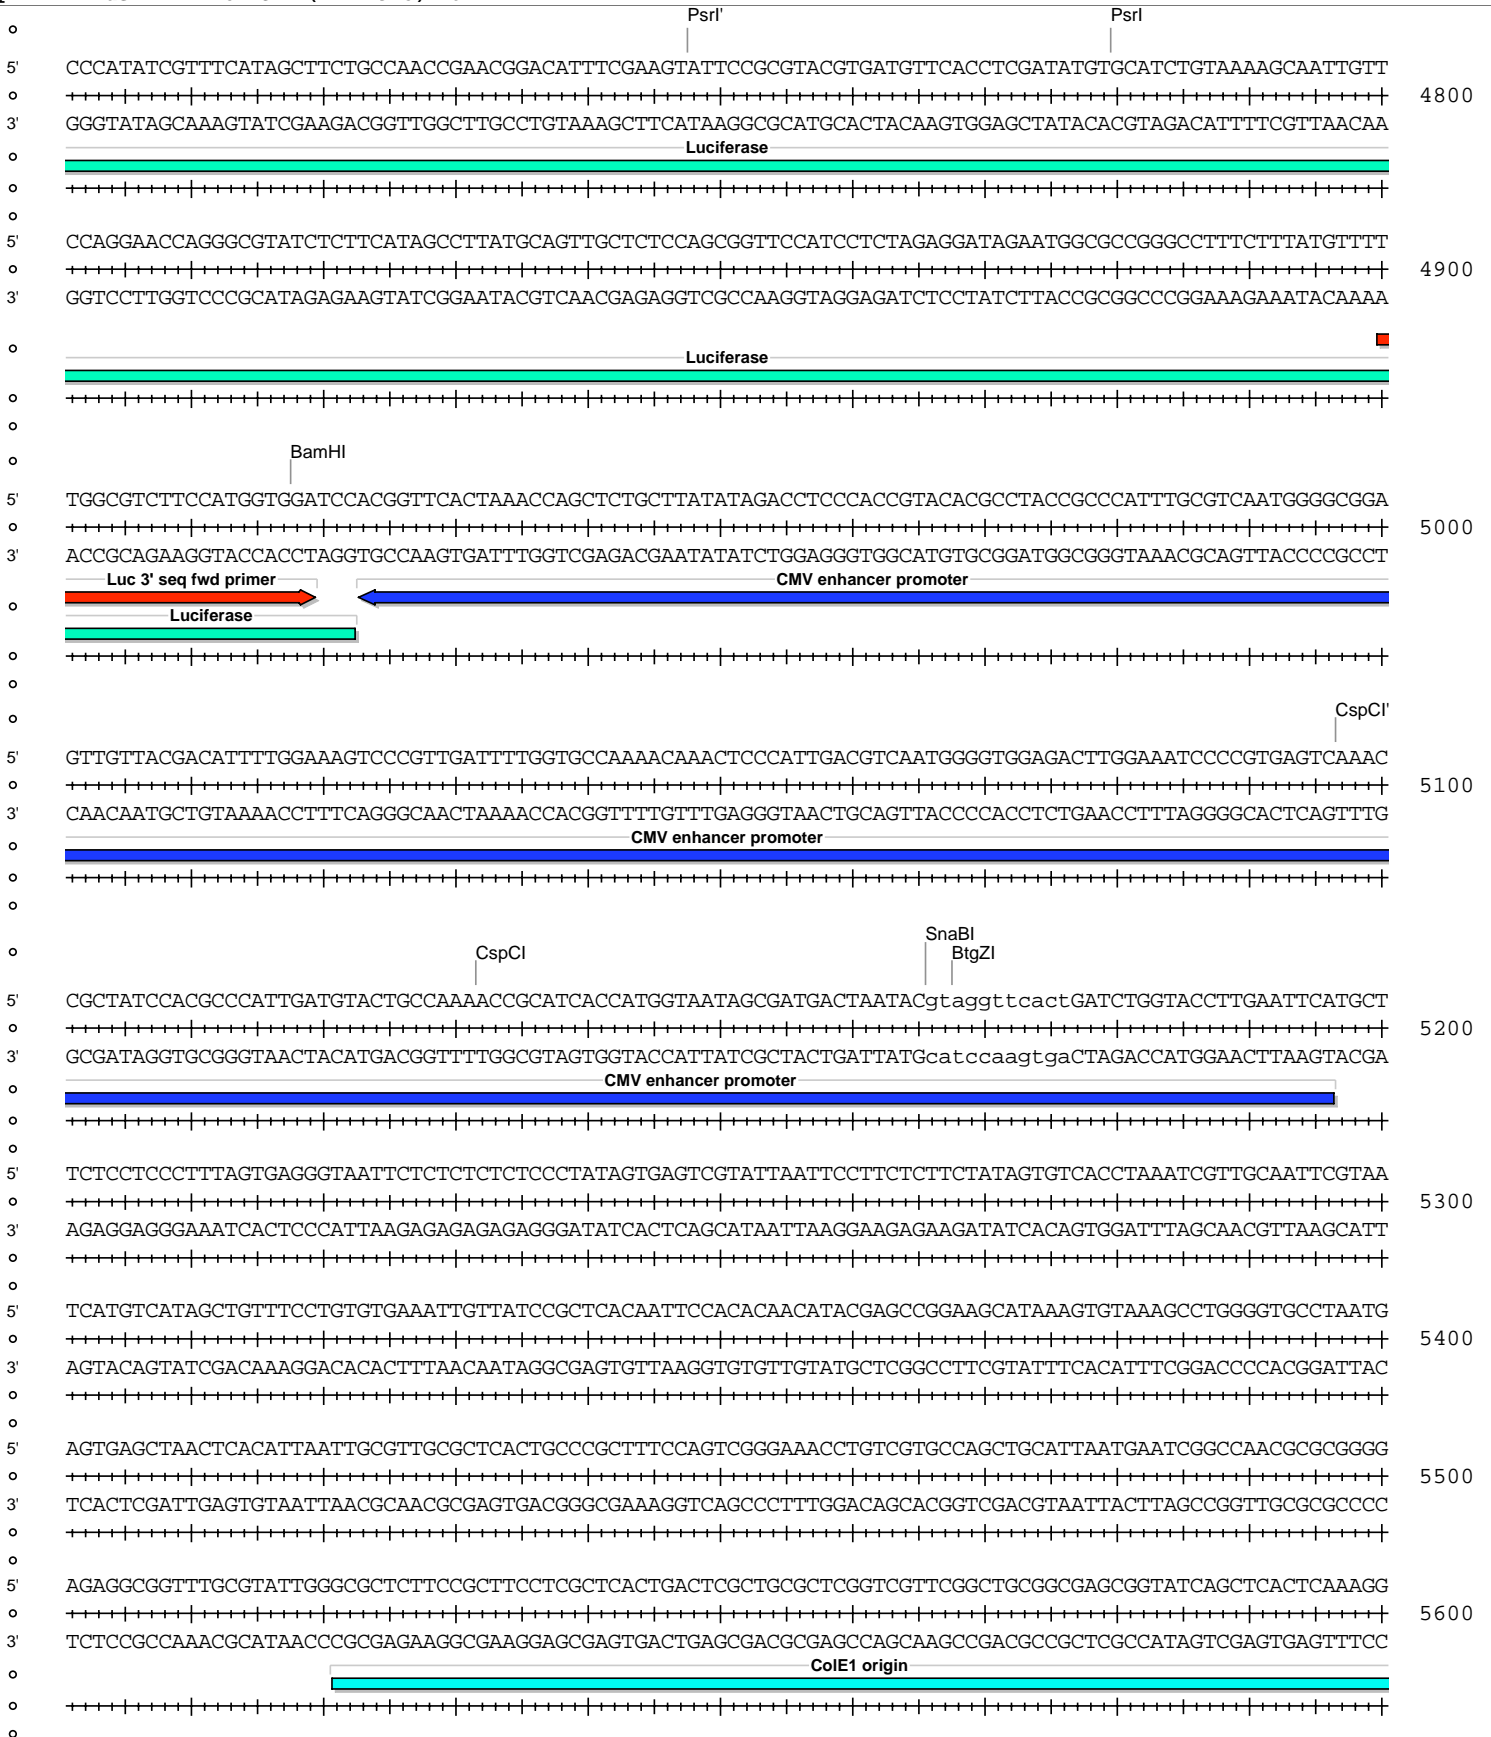 PsrI' PsrI
5' CCCATATCGTTTCATAGCTTCTGCCAACCGAACGGACATTTCGAAGTATTCCGCGTACGTGATGTTCACCTCGATATGTGCATCTGTAAAAGCAATTGTT
4800
3' GGGTATAGCAAAGTATCGAAGACGGTTGGCTTGCCTGTAAAGCTTCATAAGGCGCATGCACTACAAGTGGAGCTATACACGTAGACATTTTCGTTAACAA
Luciferase
5' CCAGGAACCAGGGCGTATCTCTTCATAGCCTTATGCAGTTGCTCTCCAGCGGTTCCATCCTCTAGAGGATAGAATGGCGCCGGGCCTTTCTTTATGTTTT
4900
3' GGTCCTTGGTCCCGCATAGAGAAGTATCGGAATACGTCAACGAGAGGTCGCCAAGGTAGGAGATCTCCTATCTTACCGCGGCCCGGAAAGAAATACAAAA
Luciferase
BamHI
5' TGGCGTCTTCCATGGTGGATCCACGGTTCACTAAACCAGCTCTGCTTATATAGACCTCCCACCGTACACGCCTACCGCCCATTTGCGTCAATGGGGCGGA
5000
3' ACCGCAGAAGGTACCACCTAGGTGCCAAGTGATTTGGTCGAGACGAATATATCTGGAGGGTGGCATGTGCGGATGGCGGGTAAACGCAGTTACCCCGCCT
Luc 3' seq fwd primer CMV enhancer promoter
Luciferase
CspCI'
5' GTTGTTACGACATTTTGGAAAGTCCCGTTGATTTTGGTGCCAAAACAAACTCCCATTGACGTCAATGGGGTGGAGACTTGGAAATCCCCGTGAGTCAAAC
5100
3' CAACAATGCTGTAAAACCTTTCAGGGCAACTAAAACCACGGTTTTGTTTGAGGGTAACTGCAGTTACCCCACCTCTGAACCTTTAGGGGCACTCAGTTTG
CMV enhancer promoter
SnaBI
CspCI BtgZI
5' CGCTATCCACGCCCATTGATGTACTGCCAAAACCGCATCACCATGGTAATAGCGATGACTAATACgtaggttcactGATCTGGTACCTTGAATTCATGCT
5200
3' GCGATAGGTGCGGGTAACTACATGACGGTTTTGGCGTAGTGGTACCATTATCGCTACTGATTATGcatccaagtgaCTAGACCATGGAACTTAAGTACGA
CMV enhancer promoter
5' TCTCCTCCCTTTAGTGAGGGTAATTCTCTCTCTCTCCCTATAGTGAGTCGTATTAATTCCTTCTCTTCTATAGTGTCACCTAAATCGTTGCAATTCGTAA
5300
3' AGAGGAGGGAAATCACTCCCATTAAGAGAGAGAGAGGGATATCACTCAGCATAATTAAGGAAGAGAAGATATCACAGTGGATTTAGCAACGTTAAGCATT
5' TCATGTCATAGCTGTTTCCTGTGTGAAATTGTTATCCGCTCACAATTCCACACAACATACGAGCCGGAAGCATAAAGTGTAAAGCCTGGGGTGCCTAATG
5400
3' AGTACAGTATCGACAAAGGACACACTTTAACAATAGGCGAGTGTTAAGGTGTGTTGTATGCTCGGCCTTCGTATTTCACATTTCGGACCCCACGGATTAC
5' AGTGAGCTAACTCACATTAATTGCGTTGCGCTCACTGCCCGCTTTCCAGTCGGGAAACCTGTCGTGCCAGCTGCATTAATGAATCGGCCAACGCGCGGGG
5500
3' TCACTCGATTGAGTGTAATTAACGCAACGCGAGTGACGGGCGAAAGGTCAGCCCTTTGGACAGCACGGTCGACGTAATTACTTAGCCGGTTGCGCGCCCC
5' AGAGGCGGTTTGCGTATTGGGCGCTCTTCCGCTTCCTCGCTCACTGACTCGCTGCGCTCGGTCGTTCGGCTGCGGCGAGCGGTATCAGCTCACTCAAAGG
5600
3' TCTCCGCCAAACGCATAACCCGCGAGAAGGCGAAGGAGCGAGTGACTGAGCGACGCGAGCCAGCAAGCCGACGCCGCTCGCCATAGTCGAGTGAGTTTCC
ColE1 origin